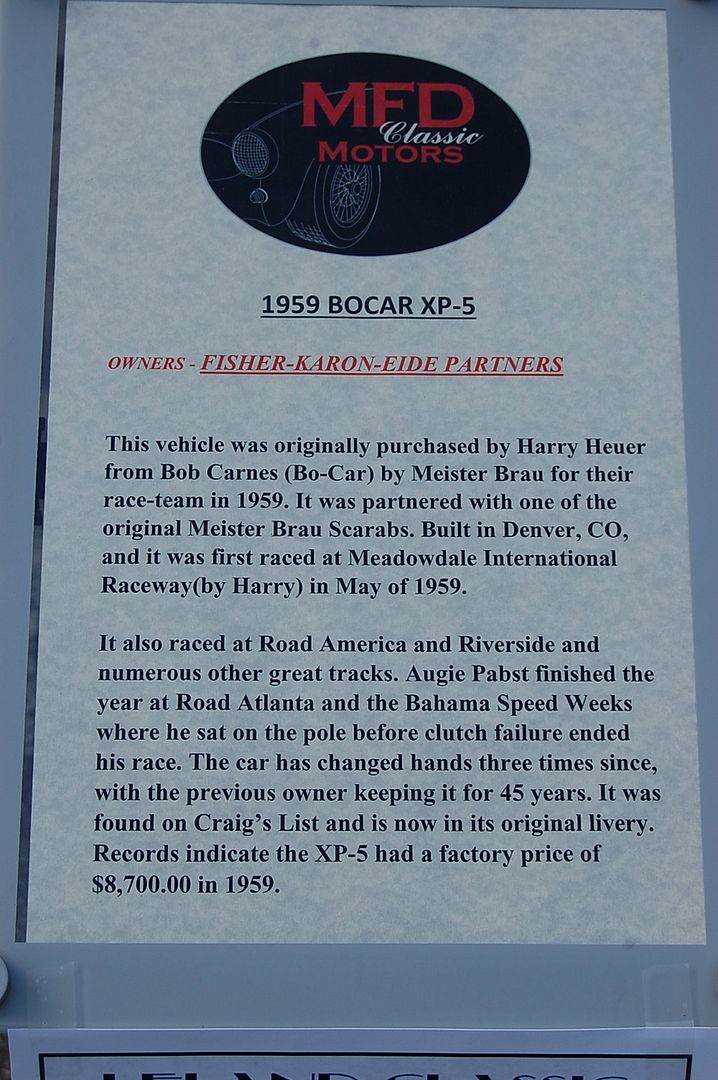 MFD
Classic
MOTORS
1959 BOCAR XP-5
OWNERS - FISHER-KARON-EIDE PARTNERS
This vehicle was originally purchased by Harry Heuer
from Bob Carnes (Bo-Car) by Meister Brau for their
race-team in 1959. It was partnered with one of the
original Meister Brau Scarabs. Built in Denver, CO,
and it was first raced at Meadowdale International
Raceway(by Harry) in May of 1959.
It also raced at Road America and Riverside and
numerous other great tracks. Augie Pabst finished the
year at Road Atlanta and the Bahama Speed Weeks
where he sat on the pole before clutch failure ended
his race. The car has changed hands three times since,
with the previous owner keeping it for 45 years. It was
found on Craig's List and is now in its original livery.
Records indicate the XP-5 had a factory price of
$8,700.00 in 1959.
LELAND CLASSIC